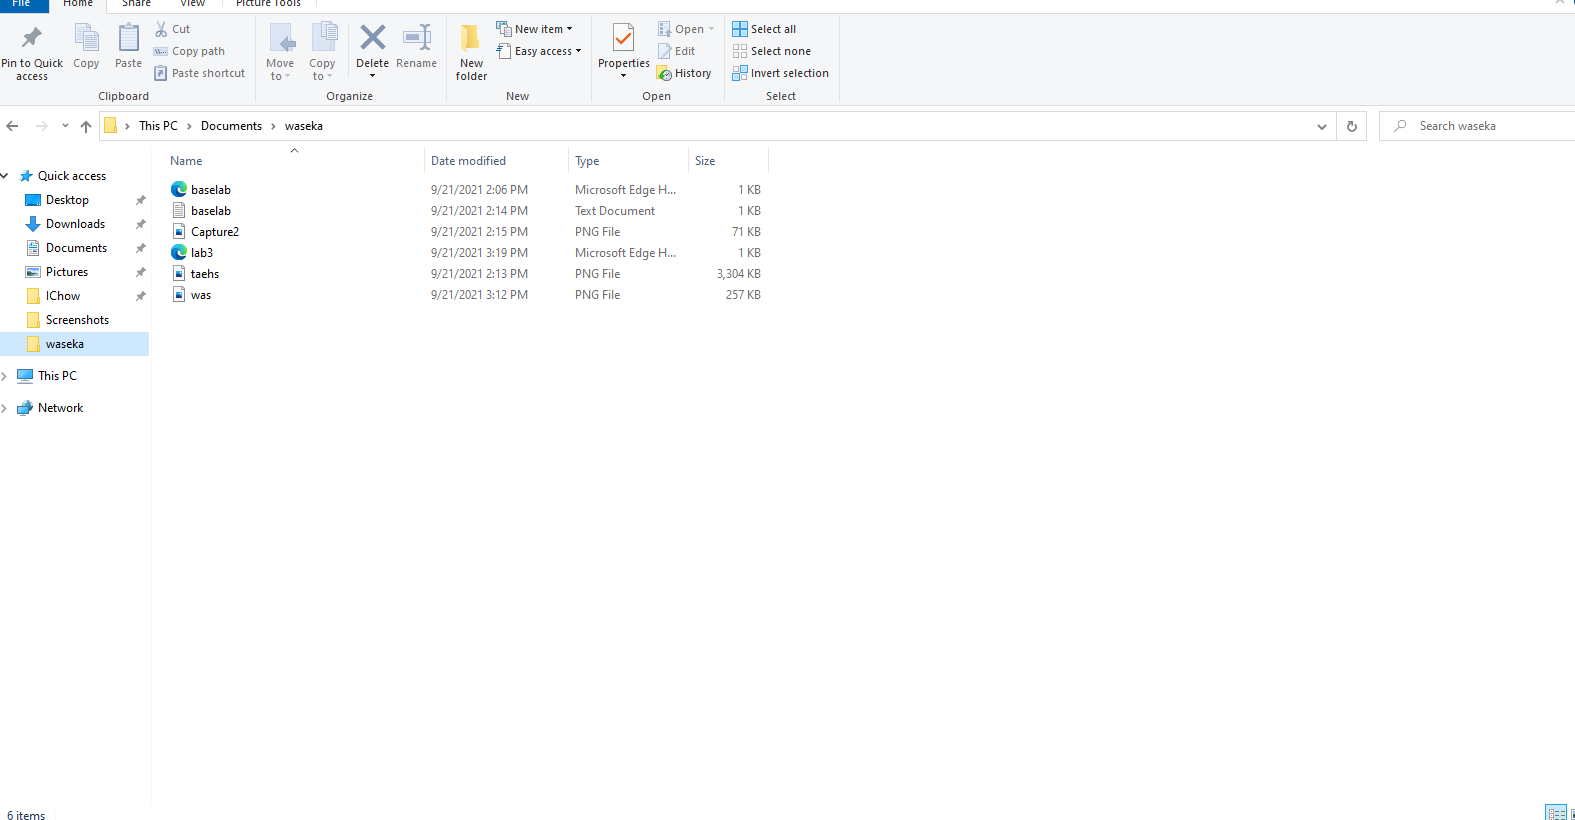 File Home Share View Picture Tools
Pin to Quick access
Copy
Paste
Cut
Copy path
Paste shortcut
Clipboard
Move to
Copy to
Delete
Rename
Organize
New folder
New item
Easy access
New
Properties
Open
Edit
History
Open
Select all
Select none
Invert selection
Select
This PC > Documents > waseka
Search waseka
Quick access
Desktop
Downloads
Documents
Pictures
IChow
Screenshots
waseka
This PC
Network
Name Date modified Type Size
baselab 9/21/2021 2:06 PM Microsoft Edge H... 1 KB
baselab 9/21/2021 2:14 PM Text Document 1 KB
Capture2 9/21/2021 2:15 PM PNG File 71 KB
lab3 9/21/2021 3:19 PM Microsoft Edge H... 1 KB
taehs 9/21/2021 2:13 PM PNG File 3,304 KB
was 9/21/2021 3:12 PM PNG File 257 KB
6 items